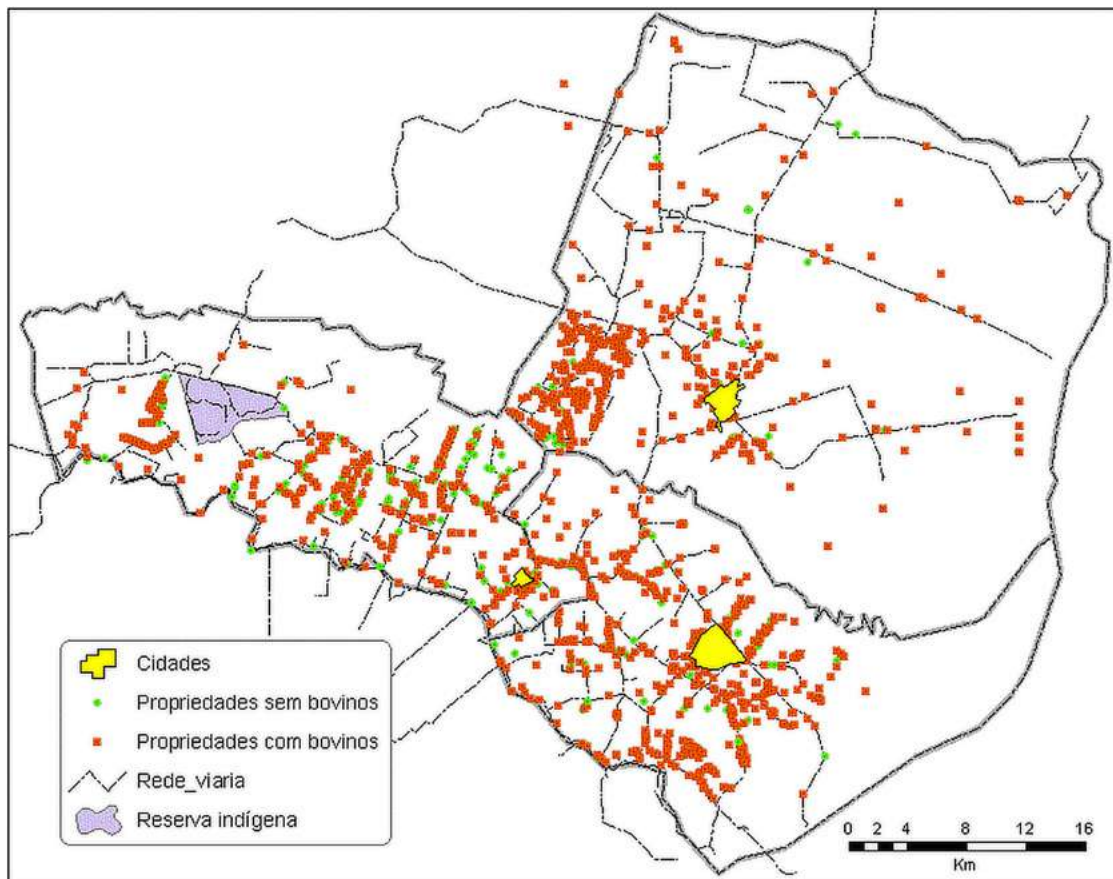 Cidades
Propriedades sem bovinos
Propriedades com bovinos
Rede_viaria
Reserva indígena
0 2 4 8 12 16
Km